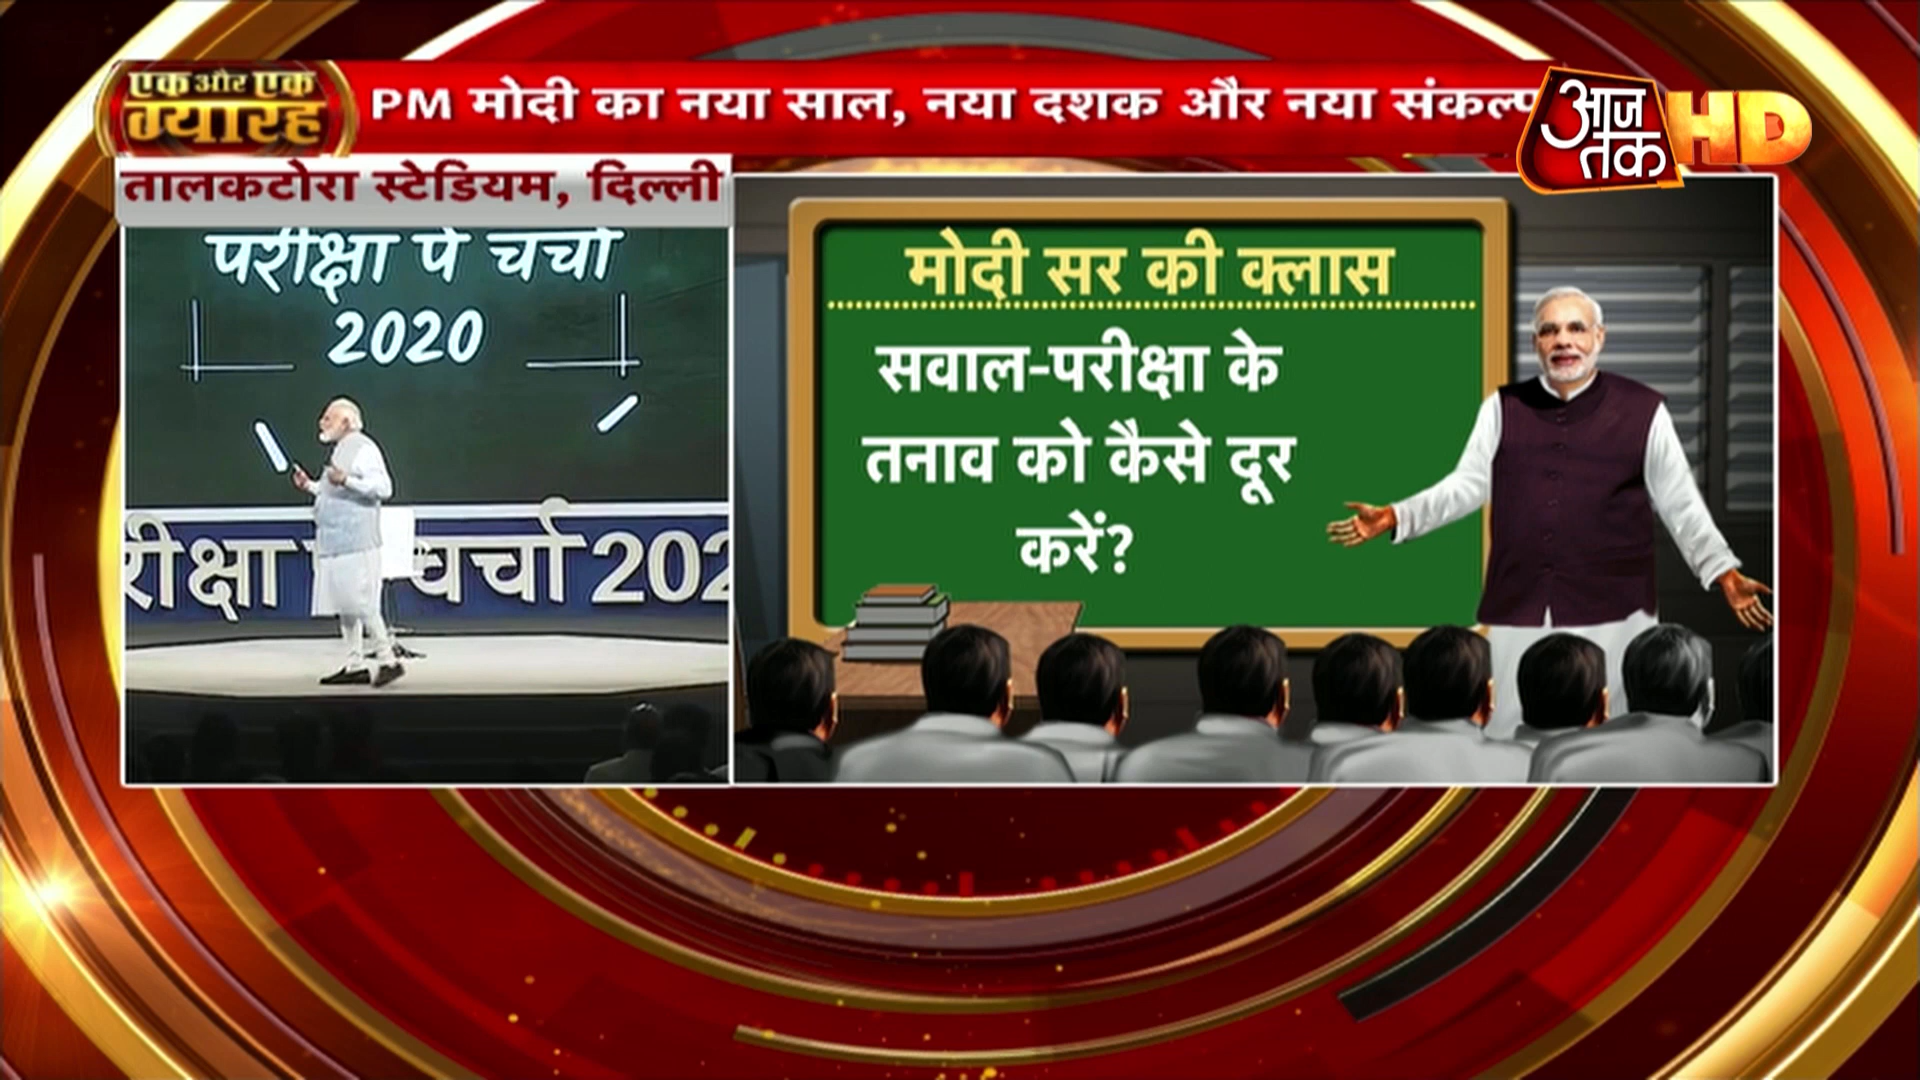 एक और एक
ग्यारह
PM मोदी का नया साल, नया दशक और नया संकल्प
आज
तक
HD
तालकटोरा स्टेडियम, दिल्ली
परीक्षा पे चर्चा
2020
रीक्षा चर्चा 202
मोदी सर की क्लास
सवाल-परीक्षा के
तनाव को कैसे दूर
करें?